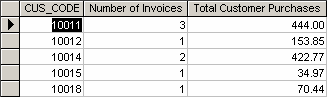 CUS_CODE Number of Invoices Total Customer Purchases
10011 3 444.00
10012 1 153.85
10014 2 422.77
10015 1 34.97
10018 1 70.44